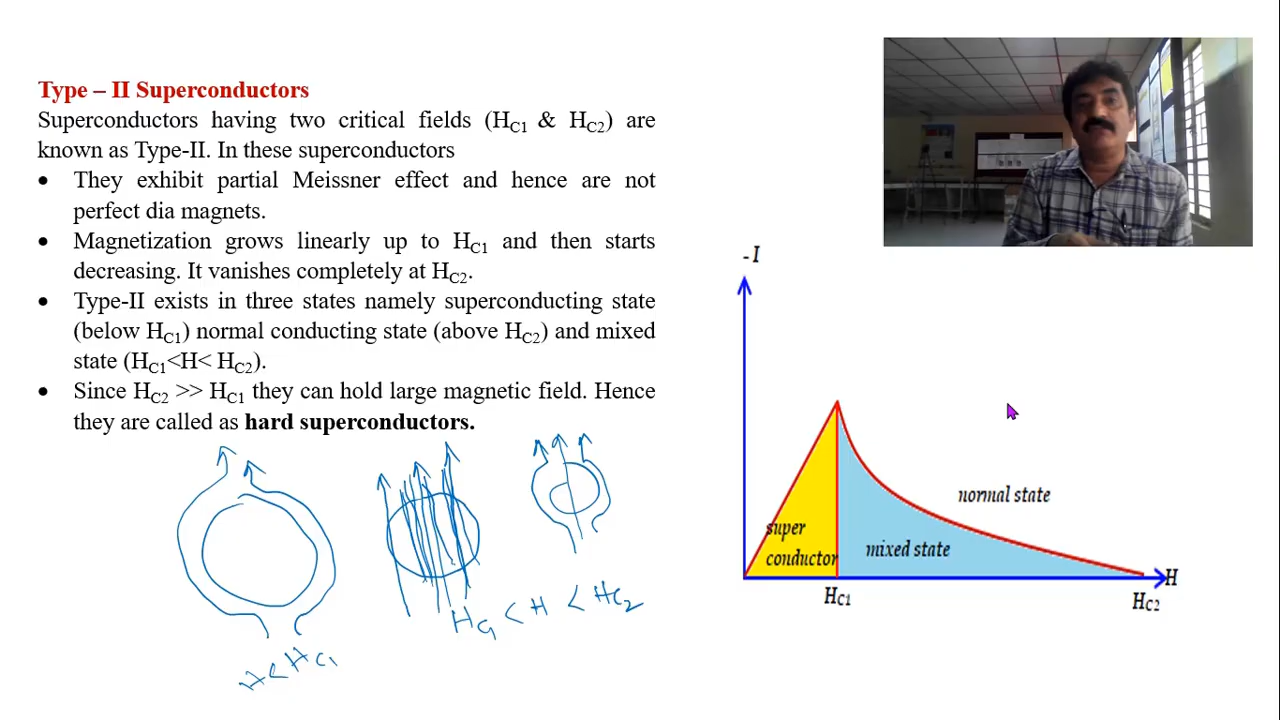 Type – II Superconductors
Superconductors having two critical fields (HC1 & HC2) are
known as Type-II. In these superconductors
• They exhibit partial Meissner effect and hence are not
perfect dia magnets.
• Magnetization grows linearly up to HC1 and then starts
decreasing. It vanishes completely at HC2.
• Type-II exists in three states namely superconducting state
(below HC1) normal conducting state (above HC2) and mixed
state (HC1<H< HC2).
• Since HC2 >> HC1 they can hold large magnetic field. Hence
they are called as hard superconductors.
H < HC1
HC1 < H < HC2
- I
super
conductor
mixed state
normal state
H
HC1
HC2